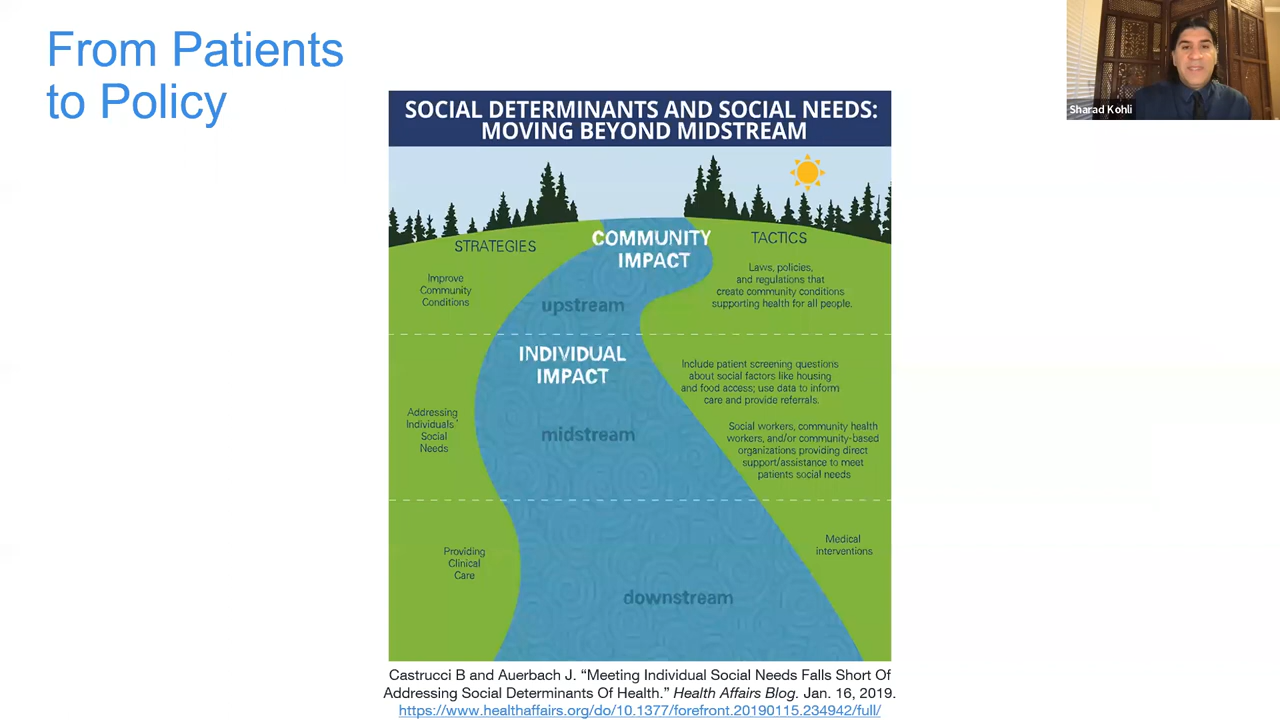 From Patients
to Policy
Sharad Kohli
SOCIAL DETERMINANTS AND SOCIAL NEEDS:
MOVING BEYOND MIDSTREAM
STRATEGIES
COMMUNITY
IMPACT
TACTICS
Improve
Community
Conditions
upstream
Laws, policies,
and regulations that
create community conditions
supporting health for all people.
INDIVIDUAL
IMPACT
Addressing
Individuals'
Social
Needs
midstream
Include patient screening questions
about social factors like housing
and food access; use data to inform
care and provide referrals.
Social workers, community health
workers, and/or community-based
organizations providing direct
support/assistance to meet
patients social needs
Providing
Clinical
Care
downstream
Medical
interventions
Castrucci B and Auerbach J. “Meeting Individual Social Needs Falls Short Of
Addressing Social Determinants Of Health.” Health Affairs Blog. Jan. 16, 2019.
https://www.healthaffairs.org/do/10.1377/forefront.20190115.234942/full/